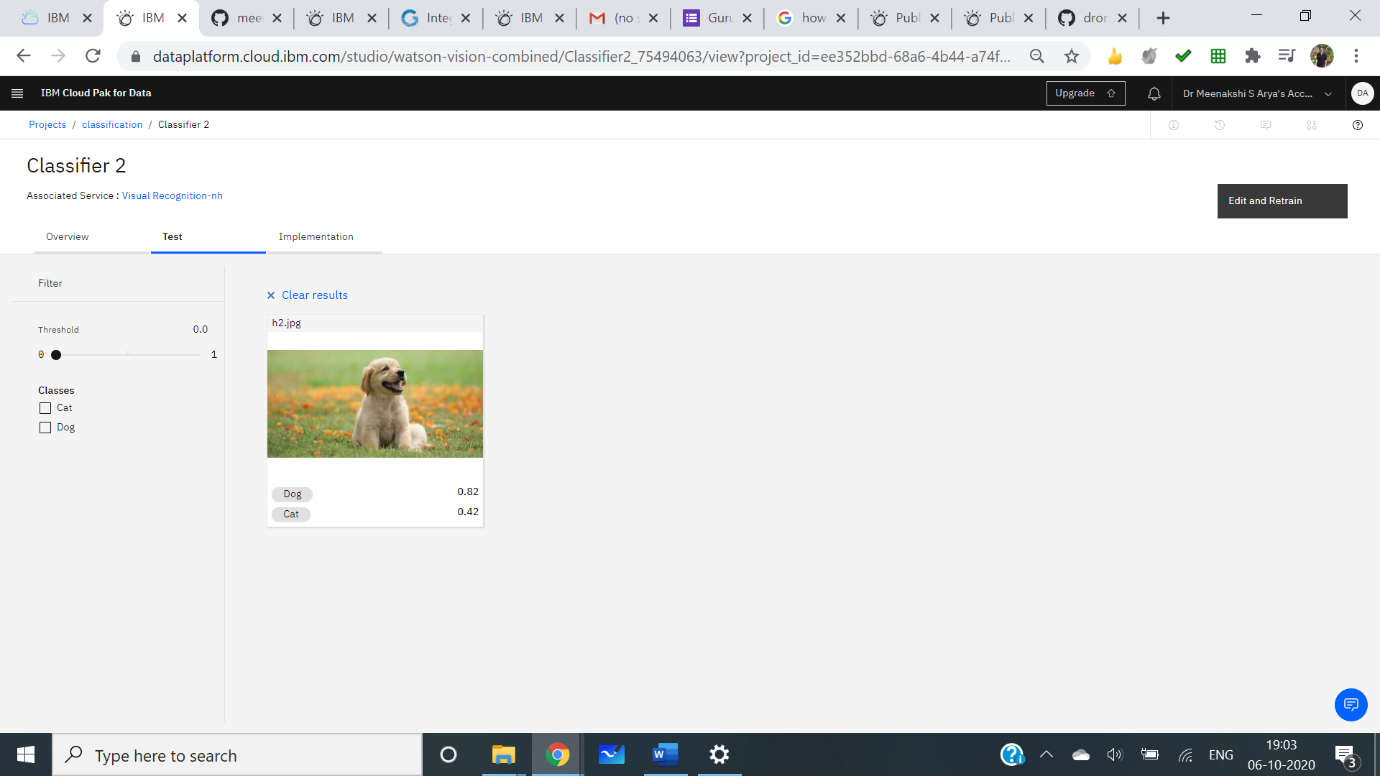 IBM IBM mee IBM Inte IBM (no s Guru how Publ Publ dror
dataplatform.cloud.ibm.com/studio/watson-vision-combined/Classifier2_75494063/view?project_id=ee352bbd-68a6-4b44-a74f...
IBM Cloud Pak for Data
Upgrade
Dr Meenakshi S Arya's Acc...
DA
Projects / classification / Classifier 2
Classifier 2
Associated Service : Visual Recognition-nh
Edit and Retrain
Overview
Test
Implementation
Filter
Threshold 0.0
0 1
Classes
Cat
Dog
Clear results
h2.jpg
Dog 0.82
Cat 0.42
Type here to search
ENG
19:03
06-10-2020
3